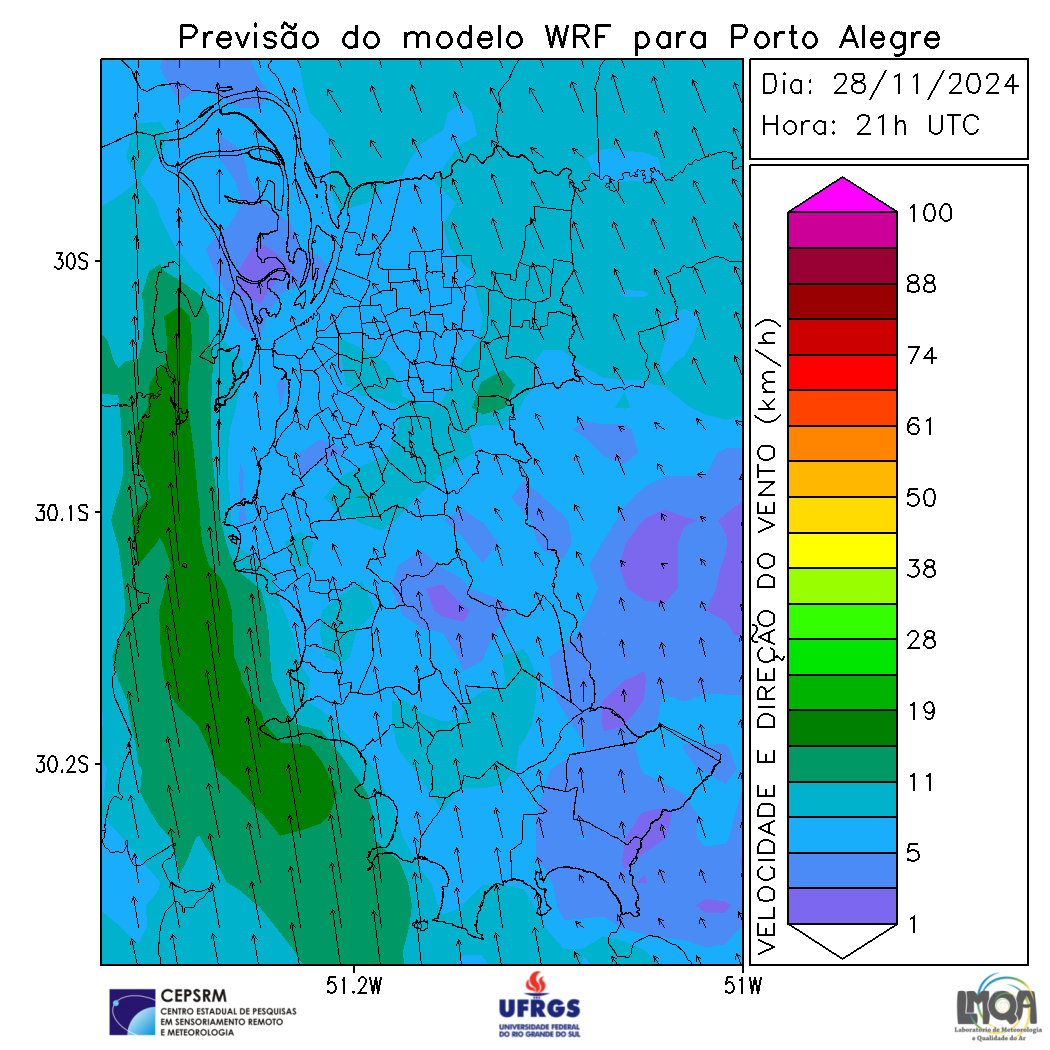 Previsão do modelo WRF para Porto Alegre
Dia: 28/11/2024
Hora: 21h UTC
30S
30.1S
30.2S
51.2W
51W
VELOCIDADE E DIREÇÃO DO VENTO (km/h)
100
88
74
61
50
38
28
19
11
5
1
CEPSRM
CENTRO ESTADUAL DE PESQUISAS
EM SENSORIAMENTO REMOTO
E METEOROLOGIA
UFRGS
UNIVERSIDADE FEDERAL
DO RIO GRANDE DO SUL
LMQA
Laboratório de Meteorologia
e Qualidade do Ar